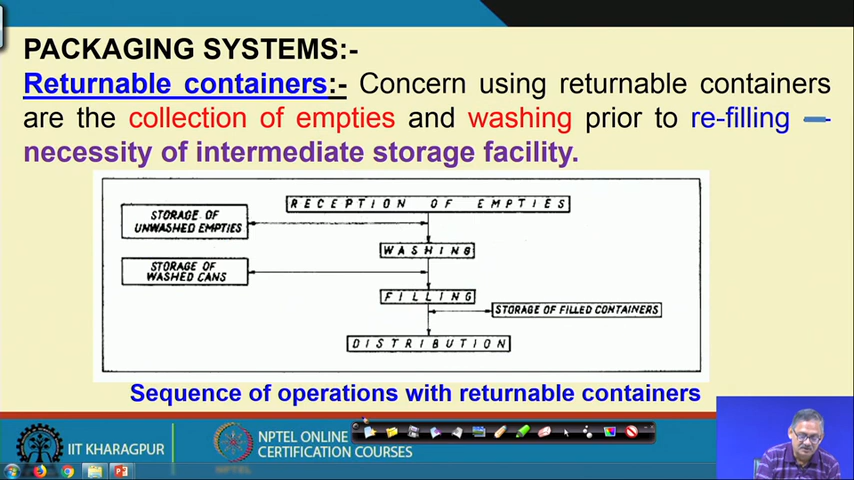 PACKAGING SYSTEMS:-
Returnable containers:- Concern using returnable containers
are the collection of empties and washing prior to re-filling —
necessity of intermediate storage facility.
RECEPTION OF EMPTIES
STORAGE OF
UNWASHED EMPTIES
WASHING
STORAGE OF
WASHED CANS
FILLING
STORAGE OF FILLED CONTAINERS
DISTRIBUTION
Sequence of operations with returnable containers
IIT KHARAGPUR
NPTEL ONLINE
CERTIFICATION COURSES
NPTEL